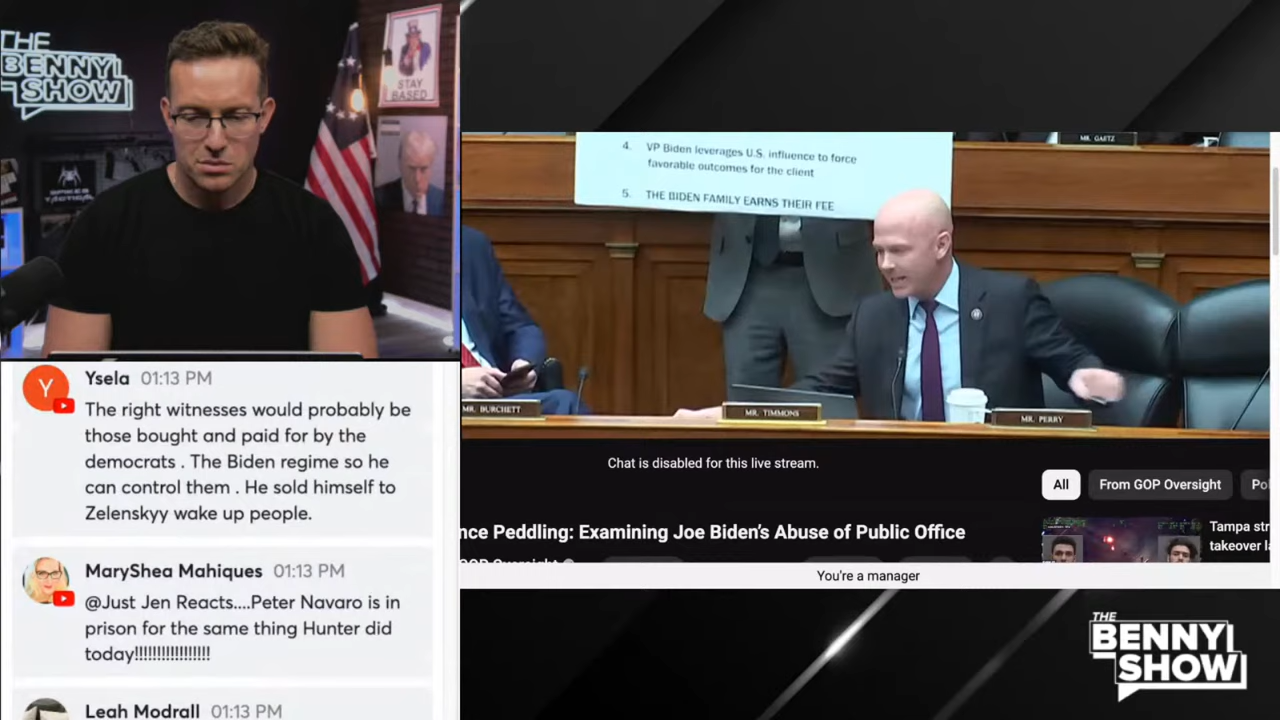 THE
BENNY
SHOW
STAY
BASED
Ysela 01:13 PM
The right witnesses would probably be
those bought and paid for by the
democrats . The Biden regime so he
can control them . He sold himself to
Zelenskyy wake up people.
MaryShea Mahiques 01:13 PM
@Just Jen Reacts....Peter Navaro is in
prison for the same thing Hunter did
today!!!!!!!!!!!!!!!!!
Leah Modrall 01:13 PM
MR. GAETZ
4. VP Biden leverages U.S. influence to force
favorable outcomes for the client
5. THE BIDEN FAMILY EARNS THEIR FEE
MR. BURCHETT
MR. TIMMONS
MR. PERRY
Chat is disabled for this live stream.
All
From GOP Oversight
nce Peddling: Examining Joe Biden's Abuse of Public Office
Tampa str
takeover la
You're a manager
THE
BENNY
SHOW